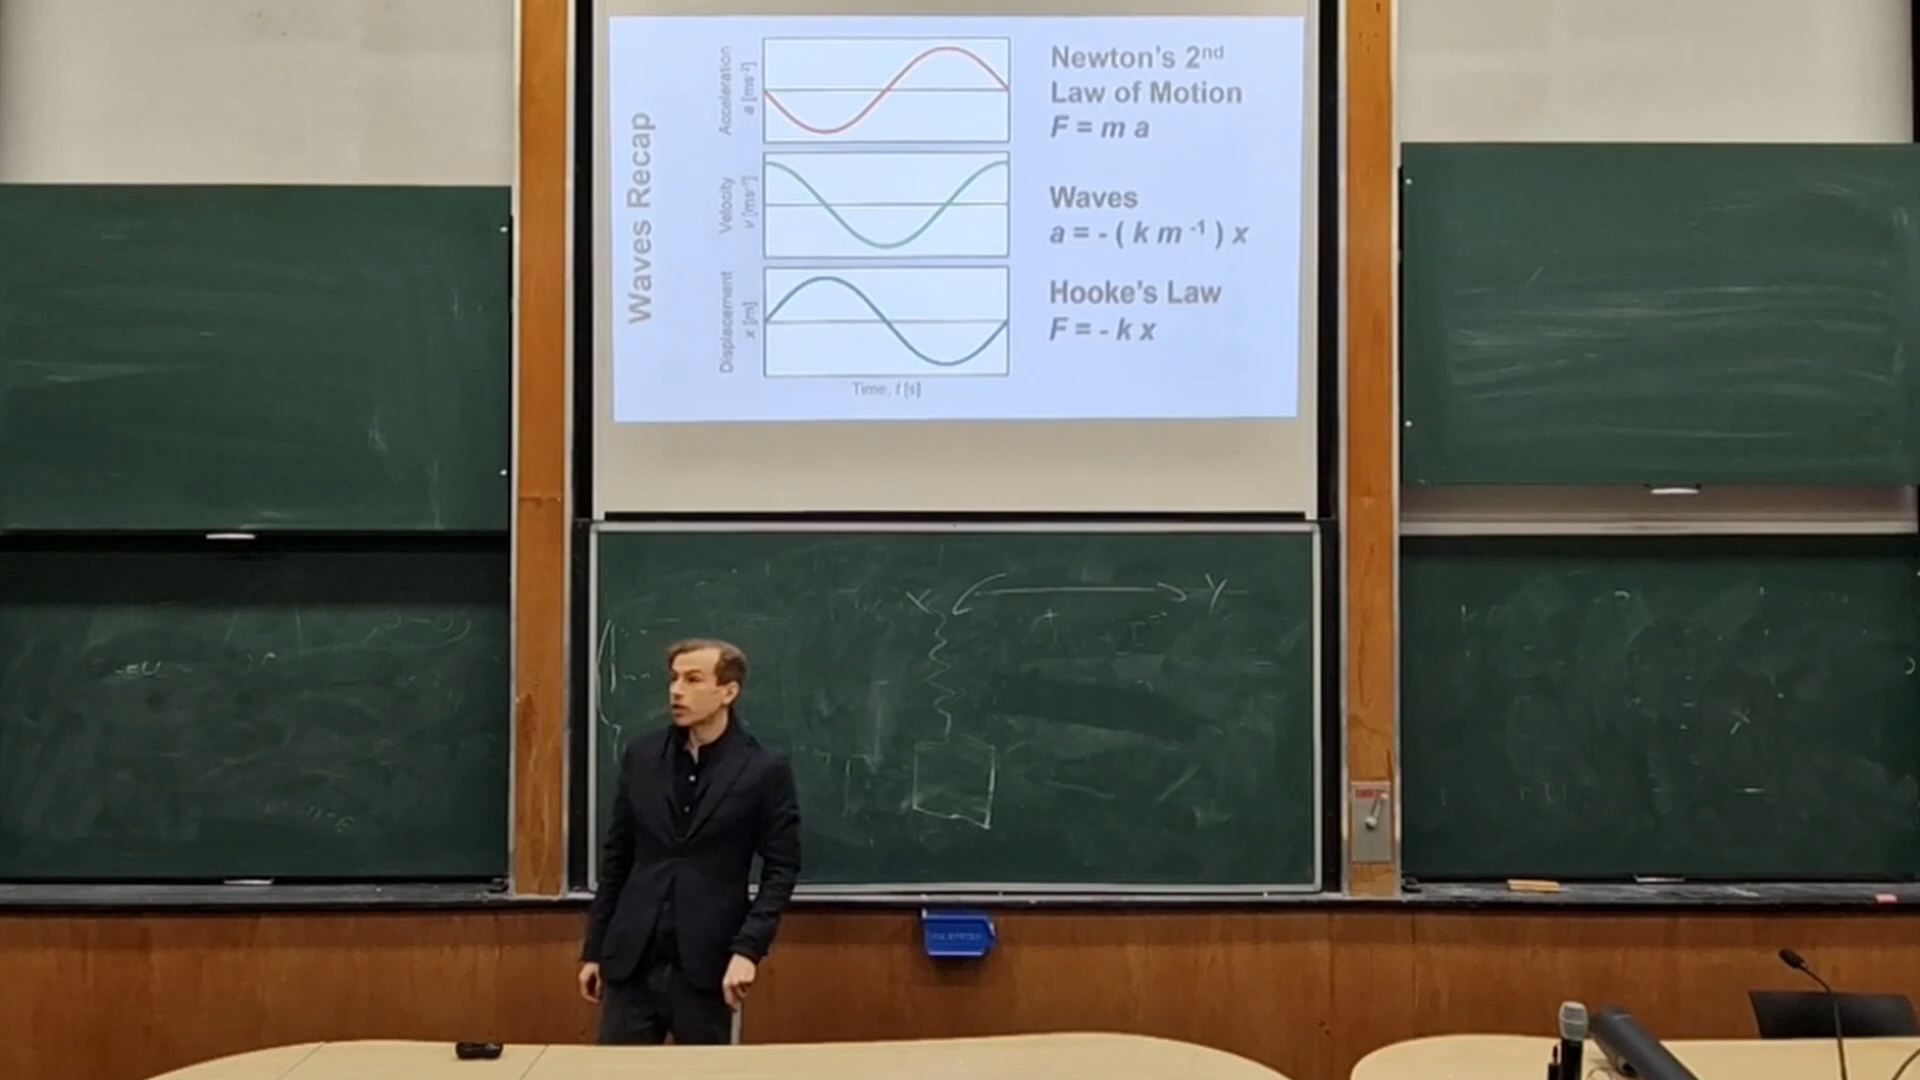 Waves Recap
Acceleration
a [ms⁻²]
Velocity
v [ms⁻¹]
Displacement
x [m]
Time, t [s]
Newton's 2nd
Law of Motion
F = m a
Waves
a = - ( k m ⁻¹ ) x
Hooke's Law
F = - k x
X
Y